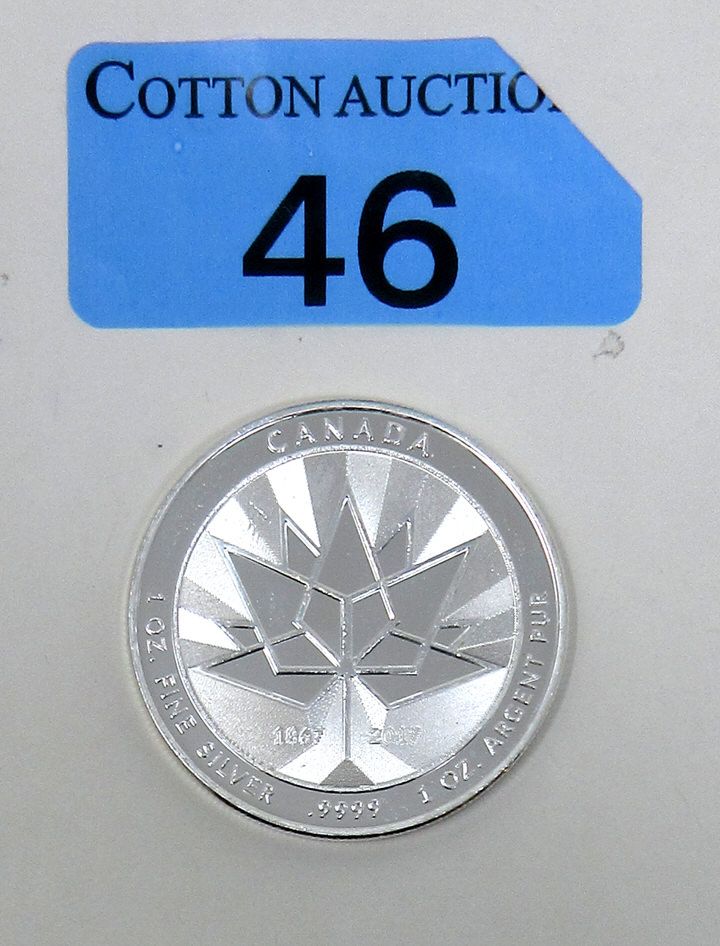 COTTON AUCTIO
46
CANADA
1867 2017
1 OZ. FINE SILVER .9999 1 OZ. ARGENT PUR